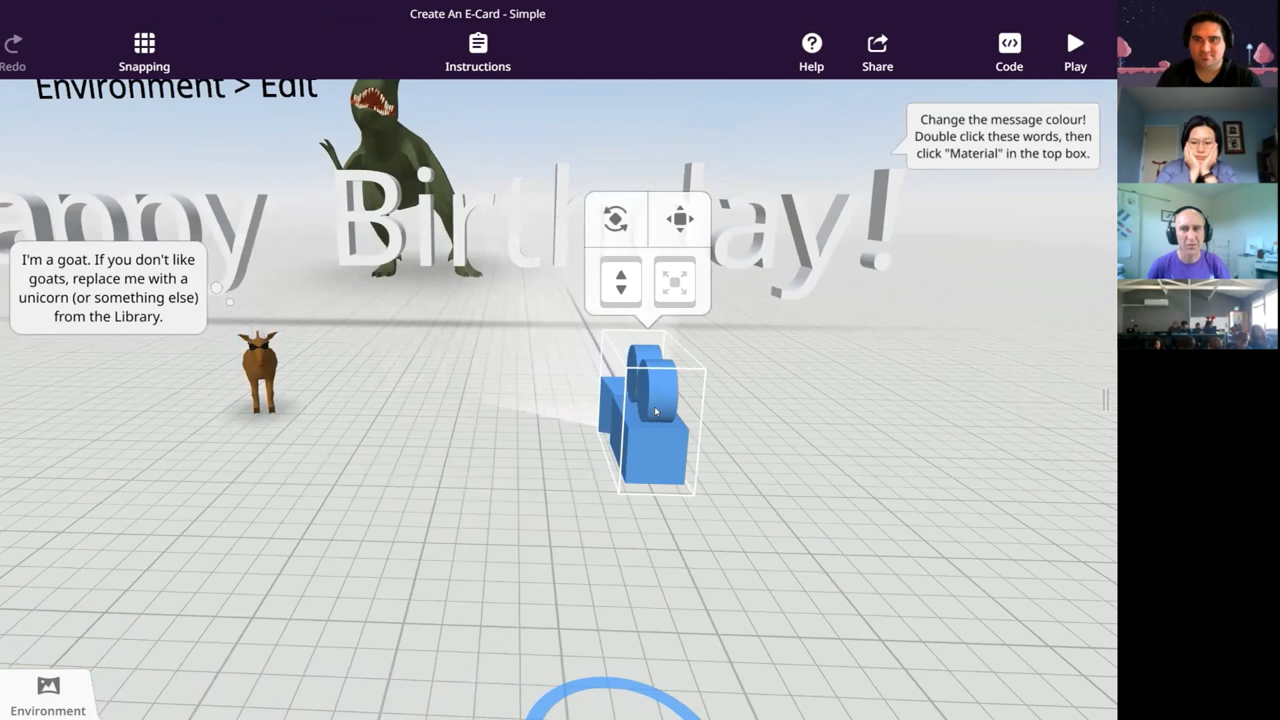 Create An E-Card - Simple
Redo
Snapping
Instructions
Help
Share
Code
Play
Environment > Edit
Change the message colour!
Double click these words, then
click "Material" in the top box.
appy Birthday!
I'm a goat. If you don't like
goats, replace me with a
unicorn (or something else)
from the Library.
Environment